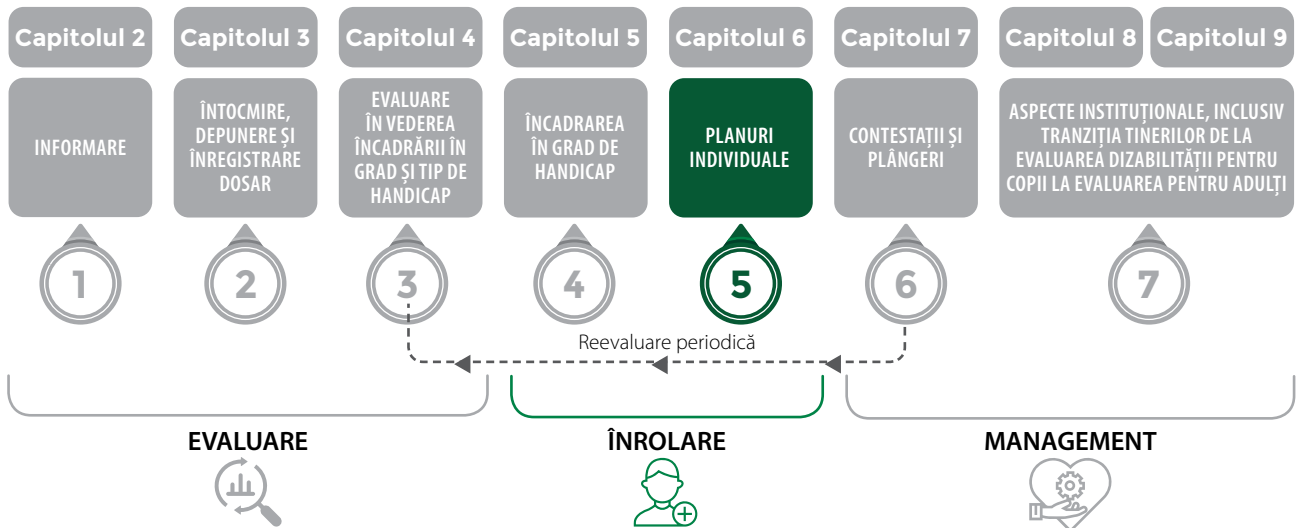 Capitolul 2
Capitolul 3
Capitolul 4
Capitolul 5
Capitolul 6
Capitolul 7
Capitolul 8
Capitolul 9
INFORMARE
ÎNTOCMIRE,
DEPUNERE ȘI
ÎNREGISTRARE
DOSAR
EVALUARE
ÎN VEDEREA
ÎNCADRĂRII ÎN
GRAD ȘI TIP DE
HANDICAP
ÎNCADRAREA
ÎN GRAD DE
HANDICAP
PLANURI
INDIVIDUALE
CONTESTAȚII ȘI
PLÂNGERI
ASPECTE INSTITUȚIONALE, INCLUSIV
TRANZIȚIA TINERILOR DE LA
EVALUAREA DIZABILITĂȚII PENTRU
COPII LA EVALUAREA PENTRU ADULȚI
1
2
3
4
5
6
7
Reevaluare periodică
EVALUARE
ÎNROLARE
MANAGEMENT